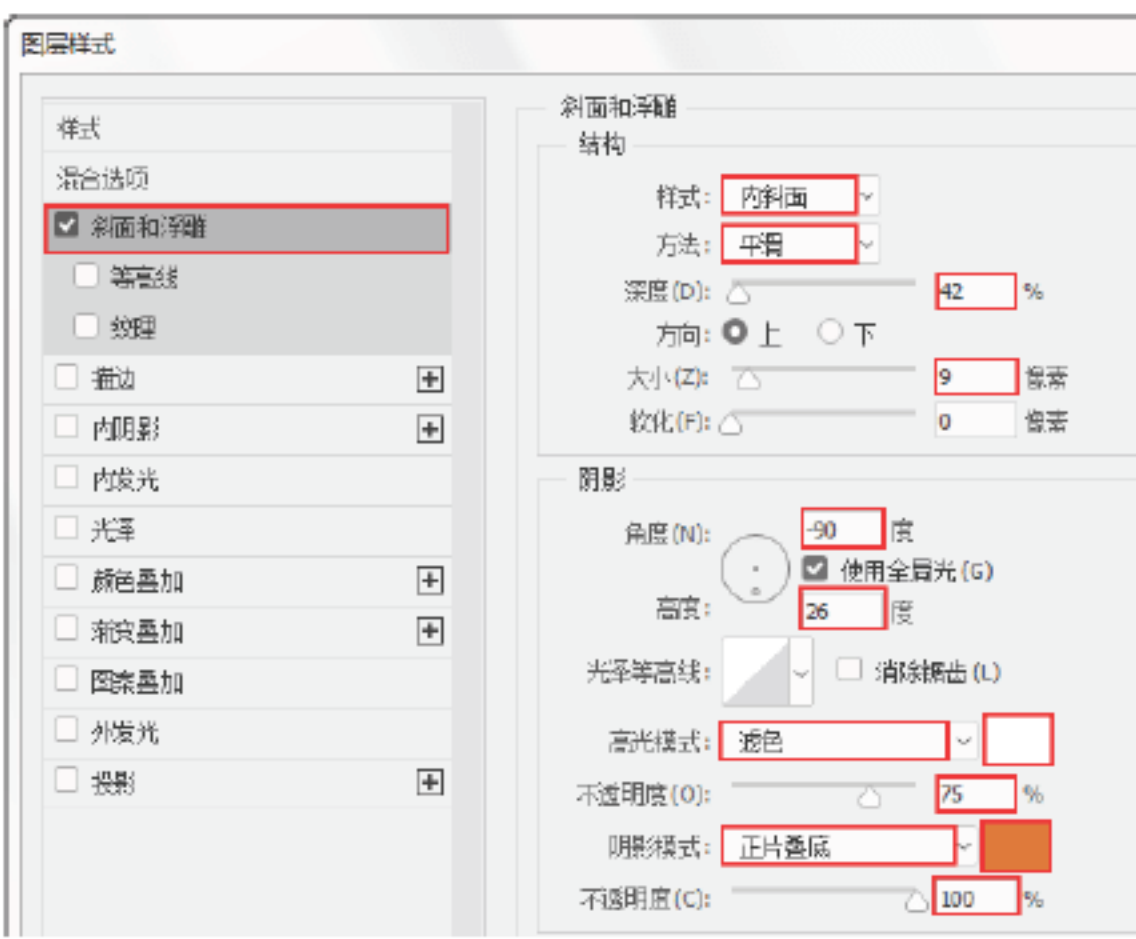 图层样式
样式
混合选项
斜面和浮雕
等高线
纹理
描边
内阴影
内发光
光泽
颜色叠加
渐变叠加
图案叠加
外发光
投影
斜面和浮雕
结构
样式: 内斜面
方法: 平滑
深度(D): 42 %
方向: 上 下
大小(Z): 9 像素
软化(F): 0 像素
阴影
角度(N): -90 度
使用全局光(G)
高度: 26 度
光泽等高线: 消除锯齿(L)
高光模式: 滤色
不透明度(O): 75 %
阴影模式: 正片叠底
不透明度(C): 100 %